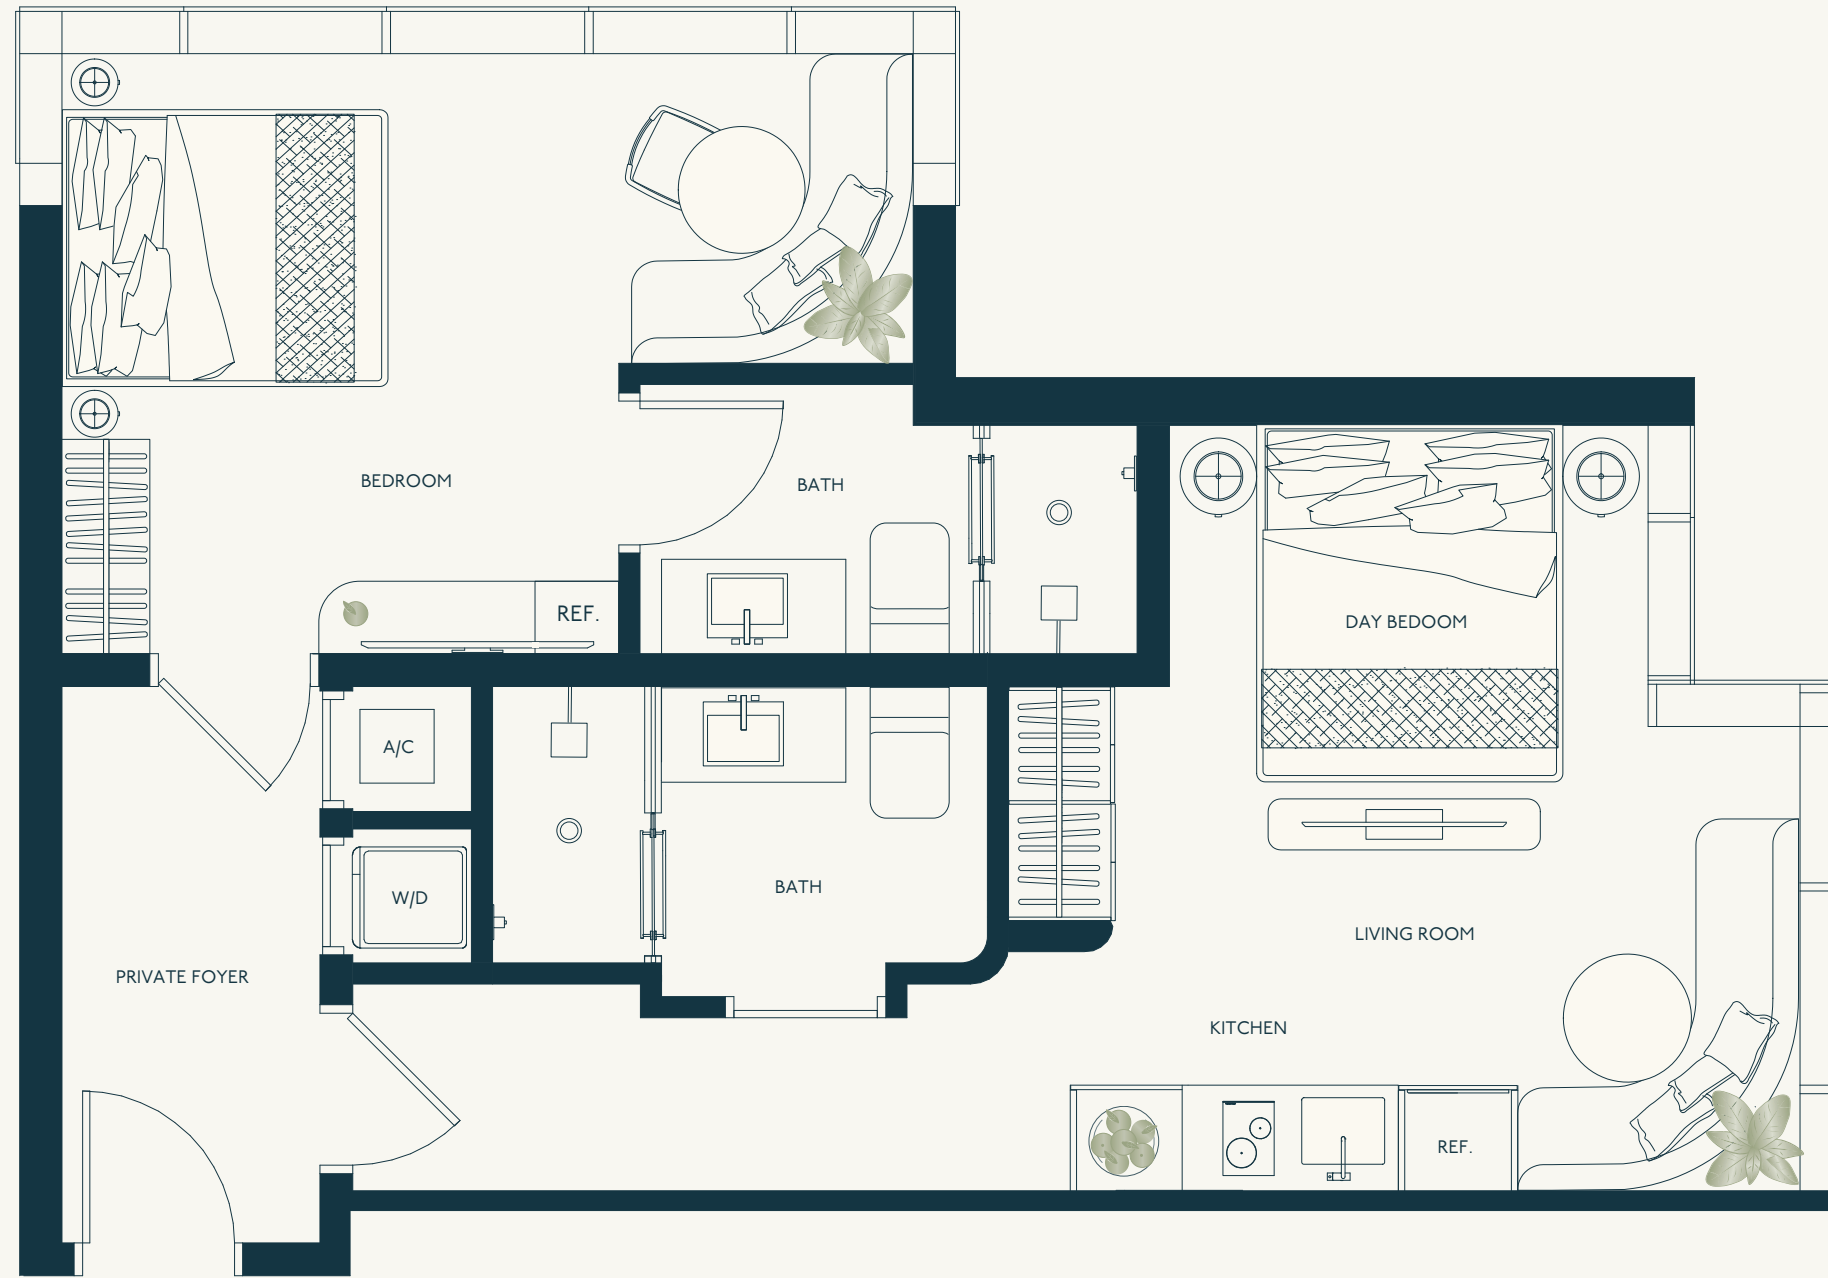 BEDROOM
BATH
REF.
DAY BEDOOM
A/C
W/D
BATH
LIVING ROOM
PRIVATE FOYER
KITCHEN
REF.